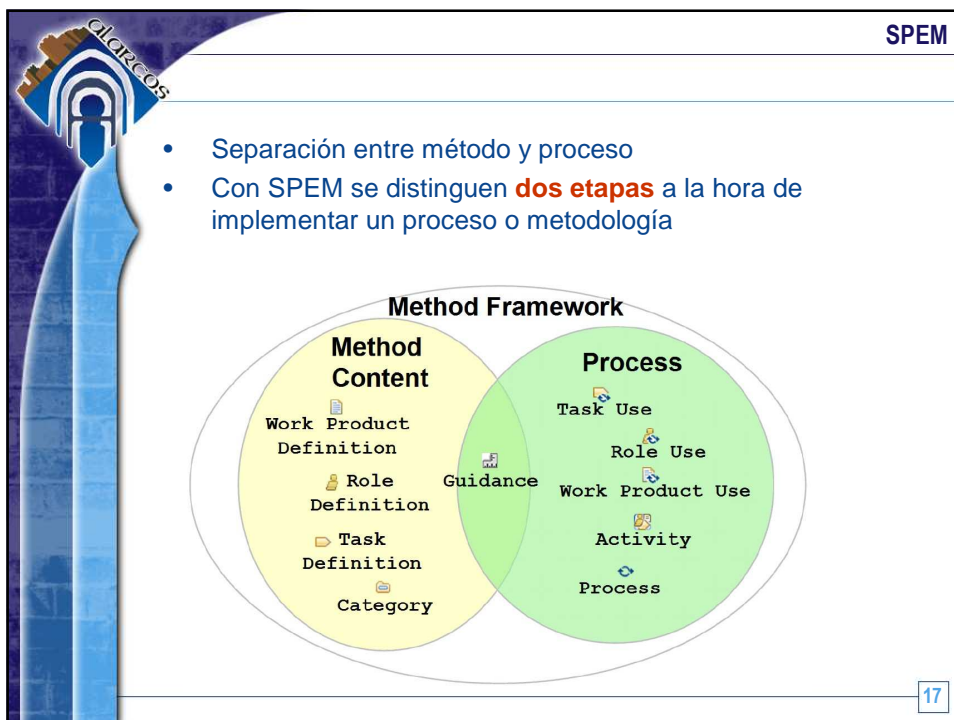 SPEM
alarcos
• Separación entre método y proceso
• Con SPEM se distinguen dos etapas a la hora de
implementar un proceso o metodología
Method Framework
Method
Content
Work Product
Definition
Role
Definition
Task
Definition
Category
Guidance
Process
Task Use
Role Use
Work Product Use
Activity
Process
17